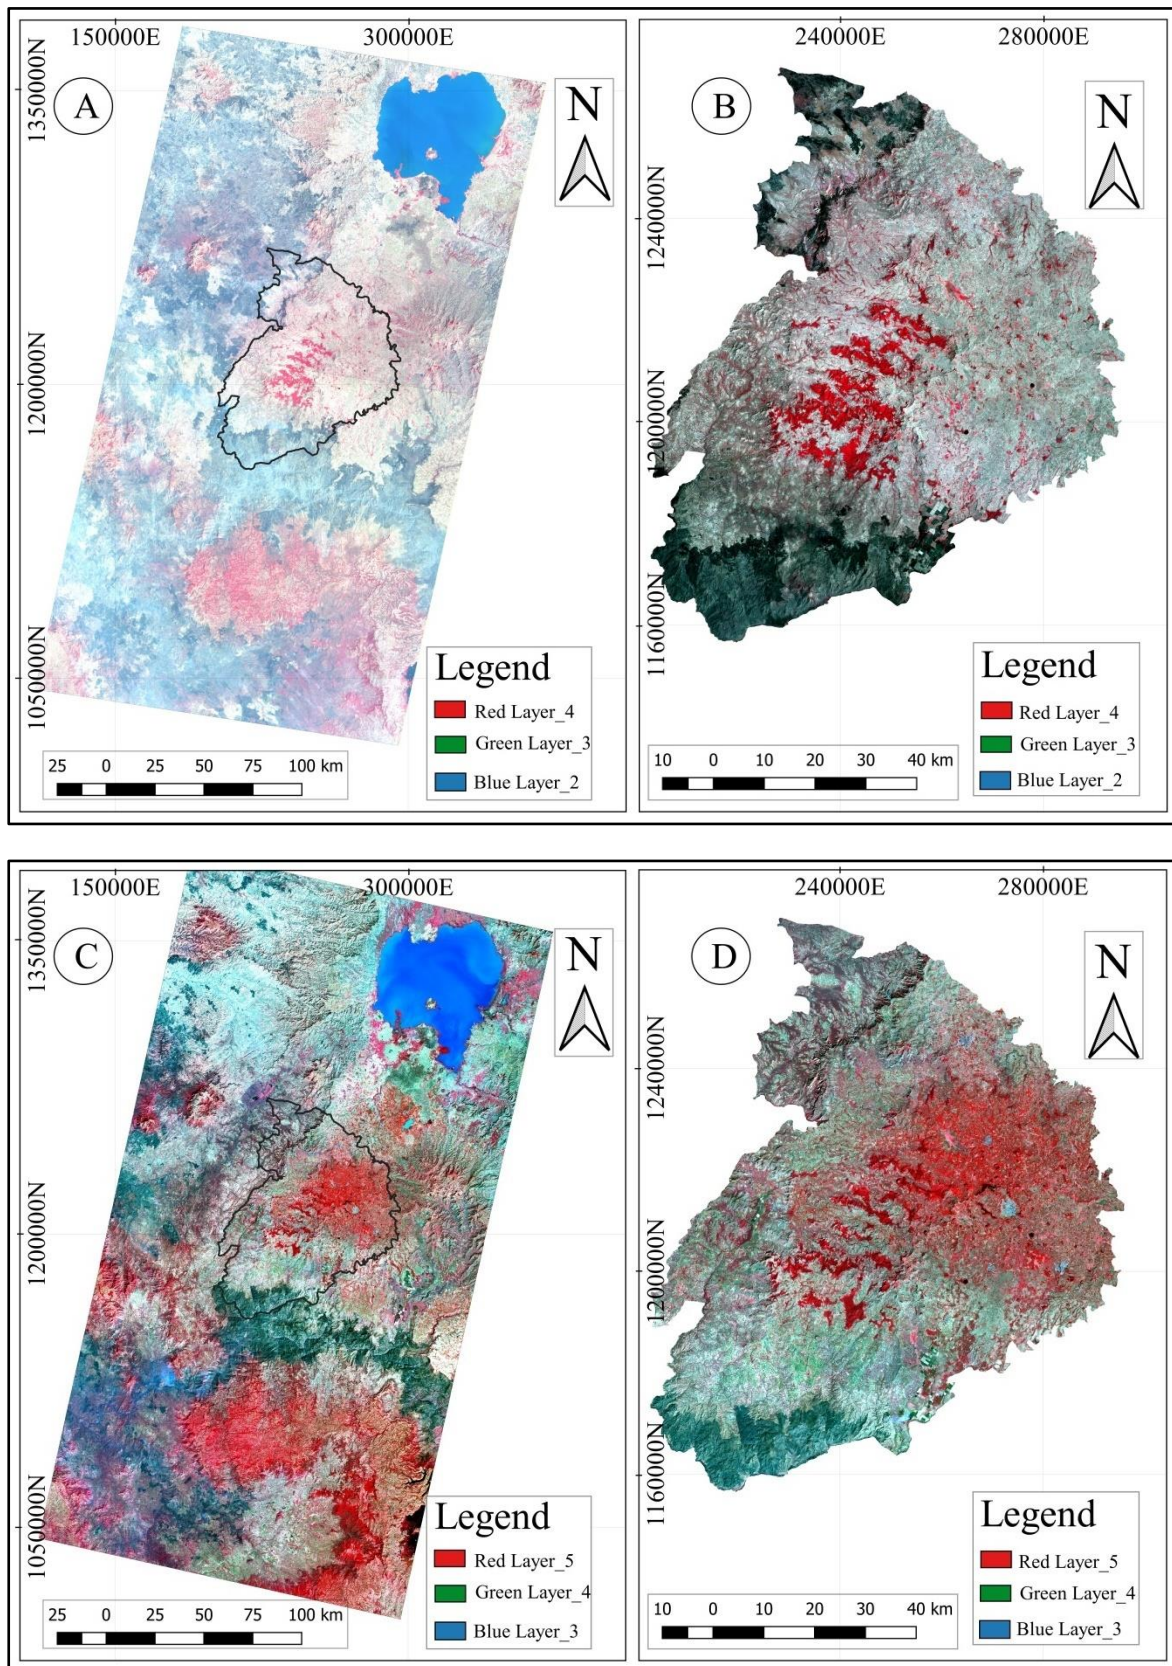 150000E 300000E
A
N
1350000N
1200000N
1050000N
Legend
Red Layer_4
Green Layer_3
Blue Layer_2
25 0 25 50 75 100 km
240000E 280000E
B
N
1240000N
1200000N
1160000N
Legend
Red Layer_4
Green Layer_3
Blue Layer_2
10 0 10 20 30 40 km
150000E 300000E
C
N
1350000N
1200000N
1050000N
Legend
Red Layer_5
Green Layer_4
Blue Layer_3
25 0 25 50 75 100 km
240000E 280000E
D
N
1240000N
1200000N
1160000N
Legend
Red Layer_5
Green Layer_4
Blue Layer_3
10 0 10 20 30 40 km